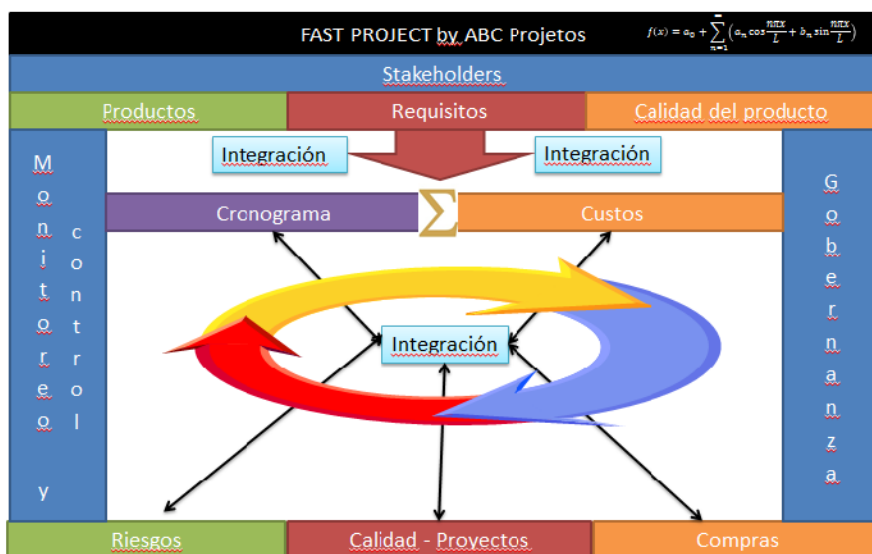 FAST PROJECT by ABC Projetos
f(x) = a₀ + ∑ₙ₌₁^∞ (aₙ cos nπx/L + bₙ sin nπx/L)
Stakeholders
Productos
Requisitos
Calidad del producto
Integración
Integración
Monitoreo y
control
Gobernanza
Cronograma
Σ
Custos
Integración
Riesgos
Calidad - Proyectos
Compras